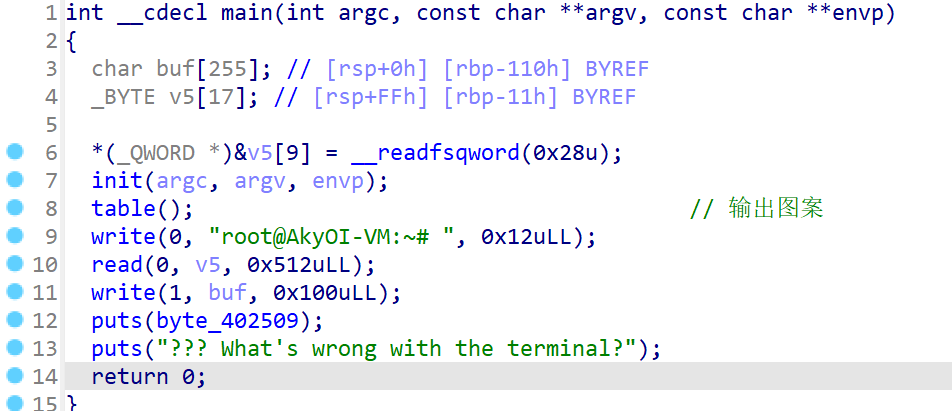 1 int __cdecl main(int argc, const char **argv, const char **envp)
2 {
3 char buf[255]; // [rsp+0h] [rbp-110h] BYREF
4 _BYTE v5[17]; // [rsp+FFh] [rbp-11h] BYREF
5
6 *(_QWORD *)&v5[9] = __readfsqword(0x28u);
7 init(argc, argv, envp);
8 table(); // 输出图案
9 write(0, "root@AkyOI-VM:~# ", 0x12uLL);
10 read(0, v5, 0x512uLL);
11 write(1, buf, 0x100uLL);
12 puts(byte_402509);
13 puts("??? What's wrong with the terminal?");
14 return 0;
15 }